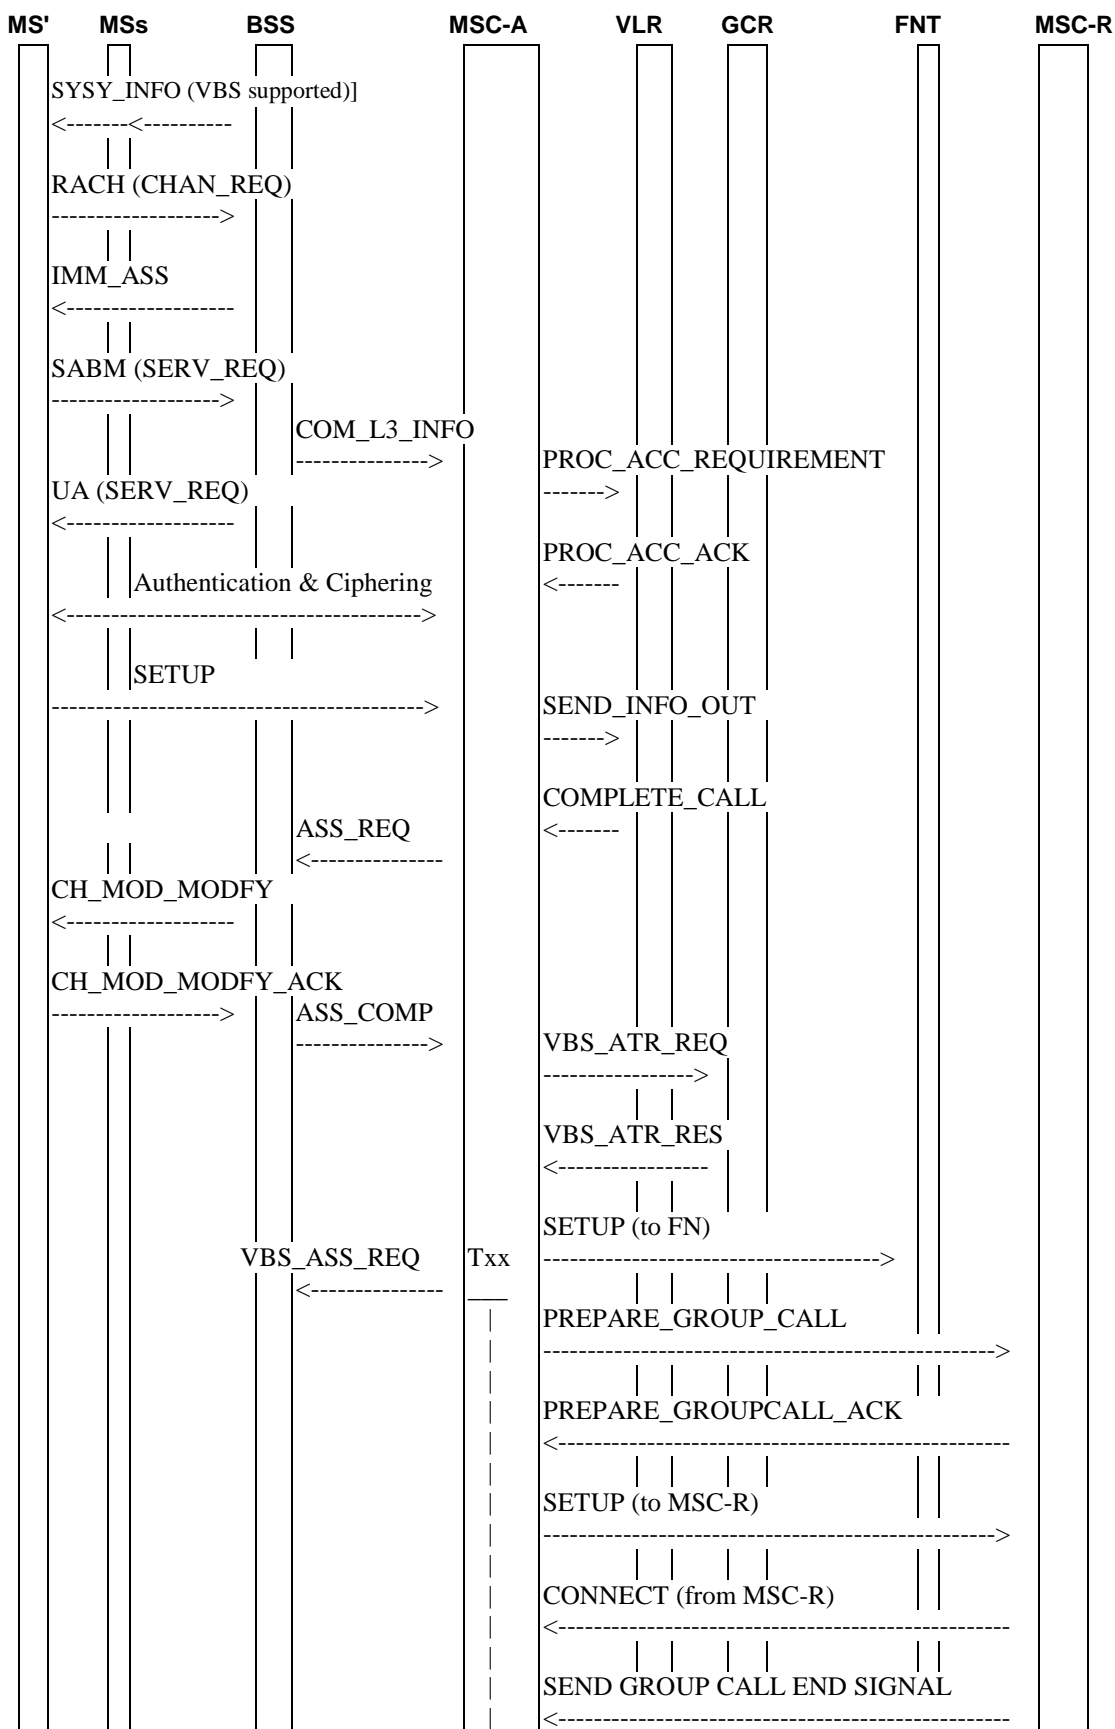 MS' MSs BSS MSC-A VLR GCR FNT MSC-R
SYSY_INFO (VBS supported)]
<-------<----------
RACH (CHAN_REQ)
------------------->
IMM_ASS
<-------------------
SABM (SERV_REQ)
------------------->
COM_L3_INFO
--------------->
PROC_ACC_REQUIREMENT
------->
UA (SERV_REQ)
<-------------------
PROC_ACC_ACK
<-------
Authentication & Ciphering
<---------------------------------------->
SETUP
------------------------------------------>
SEND_INFO_OUT
------->
COMPLETE_CALL
<-------
ASS_REQ
<---------------
CH_MOD_MODFY
<-------------------
CH_MOD_MODFY_ACK
------------------->
ASS_COMP
--------------->
VBS_ATR_REQ
----------------->
VBS_ATR_RES
<-----------------
SETUP (to FN)
-------------------------------------->
VBS_ASS_REQ Txx
<--------------- ___
PREPARE_GROUP_CALL
--------------------------------------------------->
PREPARE_GROUPCALL_ACK
<---------------------------------------------------
SETUP (to MSC-R)
--------------------------------------------------->
CONNECT (from MSC-R)
<---------------------------------------------------
SEND GROUP CALL END SIGNAL
<---------------------------------------------------